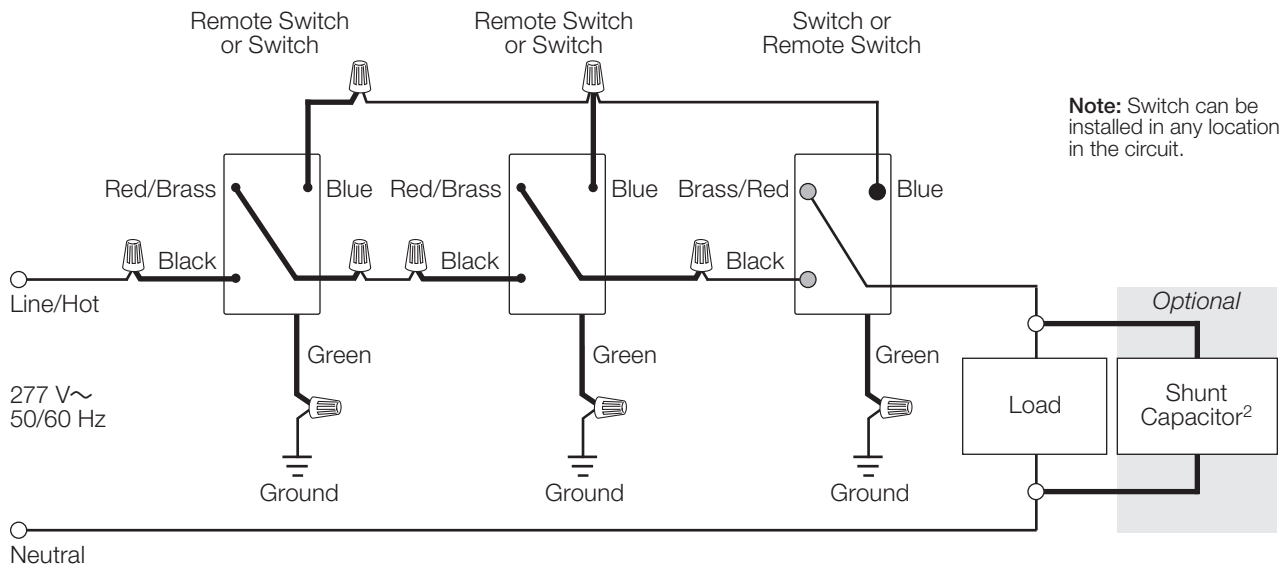 Remote Switch
or Switch
Remote Switch
or Switch
Switch or
Remote Switch
Note: Switch can be
installed in any location
in the circuit.
Red/Brass
Blue
Red/Brass
Blue
Brass/Red
Blue
Black
Black
Black
Line/Hot
Optional
Green
Green
Green
277 V~
50/60 Hz
Load
Shunt
Capacitor²
Ground
Ground
Ground
Neutral